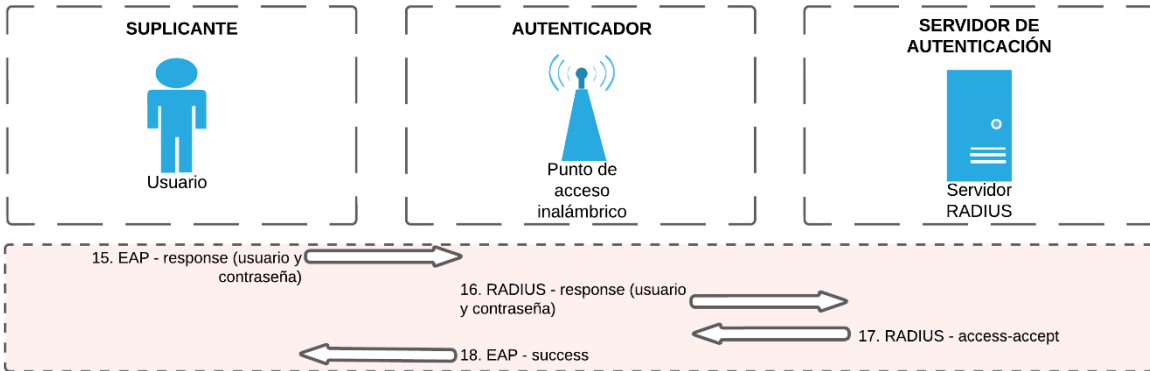 SUPLICANTE
Usuario
AUTENTICADOR
Punto de
acceso
inalámbrico
SERVIDOR DE
AUTENTICACIÓN
Servidor
RADIUS
15. EAP - response (usuario y
contraseña)
16. RADIUS - response (usuario
y contraseña)
17. RADIUS - access-accept
18. EAP - success